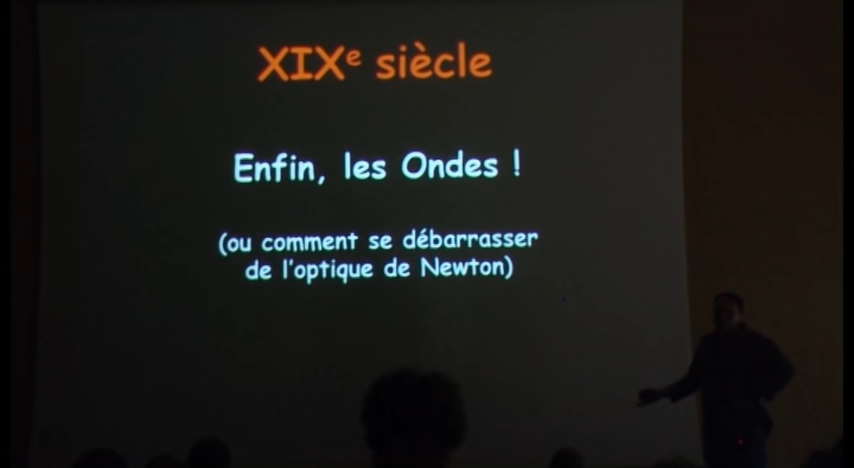 XIXe siècle
Enfin, les Ondes !
(ou comment se débarrasser
de l'optique de Newton)